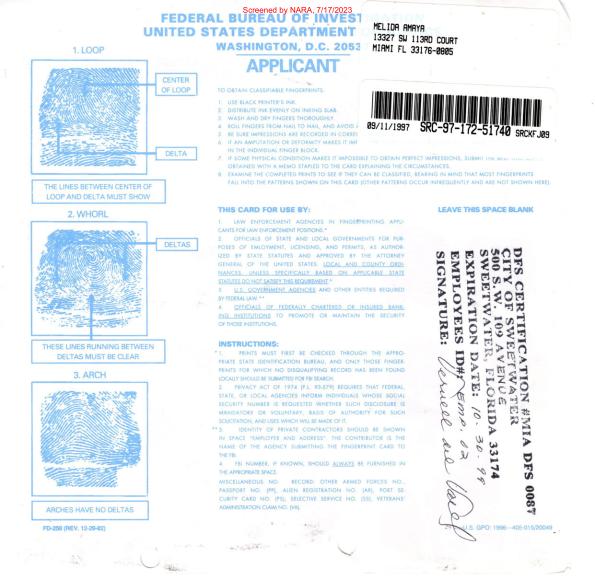 Screened by NARA, 7/17/2023
FEDERAL BUREAU OF INVEST
UNITED STATES DEPARTMENT
WASHINGTON, D.C. 2053
APPLICANT
MELIDA AMAYA
13327 SW 113RD COURT
MIAMI FL 33176-0805
09/11/1997 SRC-97-172-51740 SRCKFJ09
1. LOOP
CENTER
OF LOOP
DELTA
THE LINES BETWEEN CENTER OF
LOOP AND DELTA MUST SHOW
2. WHORL
DELTAS
THESE LINES RUNNING BETWEEN
DELTAS MUST BE CLEAR
3. ARCH
ARCHES HAVE NO DELTAS
FD-258 (REV. 12-29-82)
TO OBTAIN CLASSIFIABLE FINGERPRINTS:
1. USE BLACK PRINTER'S INK.
2. DISTRIBUTE INK EVENLY ON INKING SLAB.
3. WASH AND DRY FINGERS THOROUGHLY.
4. ROLL FINGERS FROM NAIL TO NAIL, AND AVOID
5. BE SURE IMPRESSIONS ARE RECORDED IN CORRE
6. IF AN AMPUTATION OR DEFORMITY MAKES IT IM
IN THE INDIVIDUAL FINGER BLOCK.
7. IF SOME PHYSICAL CONDITION MAKES IT IMPOSSIBLE TO OBTAIN PERFECT IMPRESSIONS, SUBMIT
OBTAINED WITH A MEMO STAPLED TO THE CARD EXPLAINING THE CIRCUMSTANCES.
8. EXAMINE THE COMPLETED PRINTS TO SEE IF THEY CAN BE CLASSIFIED, BEARING IN MIND THAT MOST FINGERPRINTS
FALL INTO THE PATTERNS SHOWN ON THIS CARD (OTHER PATTERNS OCCUR INFREQUENTLY AND ARE NOT SHOWN HERE).
THIS CARD FOR USE BY:
1. LAW ENFORCEMENT AGENCIES IN FINGERPRINTING APPLI-
CANTS FOR LAW ENFORCEMENT POSITIONS.*
2. OFFICIALS OF STATE AND LOCAL GOVERNMENTS FOR PUR-
POSES OF EMLOYMENT, LICENSING, AND PERMITS, AS AUTHOR-
IZED BY STATE STATUTES AND APPROVED BY THE ATTORNEY
GENERAL OF THE UNITED STATES. LOCAL AND COUNTY ORDI-
NANCES, UNLESS SPECIFICALLY BASED ON APPLICABLE STATE
STATUTES DO NOT SATISFY THIS REQUIREMENT.*
3. U.S. GOVERNMENT AGENCIES AND OTHER ENTITIES REQUIRED
BY FEDERAL LAW.**
4. OFFICIALS OF FEDERALLY CHARTERED OR INSURED BANK-
ING INSTITUTIONS TO PROMOTE OR MAINTAIN THE SECURITY
OF THOSE INSTITUTIONS.
INSTRUCTIONS:
*1. PRINTS MUST FIRST BE CHECKED THROUGH THE APPRO-
PRIATE STATE IDENTIFICATION BUREAU, AND ONLY THOSE FINGER-
PRINTS FOR WHICH NO DISQUALIFYING RECORD HAS BEEN FOUND
LOCALLY SHOULD BE SUBMITTED FOR FBI SEARCH.
2. PRIVACY ACT OF 1974 (P.L. 93-579) REQUIRES THAT FEDERAL,
STATE, OR LOCAL AGENCIES INFORM INDIVIDUALS WHOSE SOCIAL
SECURITY NUMBER IS REQUESTED WHETHER SUCH DISCLOSURE IS
MANDATORY OR VOLUNTARY, BASIS OF AUTHORITY FOR SUCH
SOLICITATION, AND USES WHICH WILL BE MADE OF IT.
**3. IDENTITY OF PRIVATE CONTRACTORS SHOULD BE SHOWN
IN SPACE "EMPLOYER AND ADDRESS". THE CONTRIBUTOR IS THE
NAME OF THE AGENCY SUBMITTING THE FINGERPRINT CARD TO
THE FBI.
4. FBI NUMBER, IF KNOWN, SHOULD ALWAYS BE FURNISHED IN
THE APPROPRIATE SPACE.
MISCELLANEOUS NO. RECORD: OTHER ARMED FORCES NO.,
PASSPORT NO. (PP), ALIEN REGISTRATION NO. (AR), PORT SE-
CURITY CARD NO. (PS), SELECTIVE SERVICE NO. (SS), VETERANS'
ADMINISTRATION CLAIM NO. (VA).
LEAVE THIS SPACE BLANK
DFS CERTIFICATION #MIA DFS 0087
CITY OF SWEETWATER
500 S.W. 109 AVENUE
SWEETWATER, FLORIDA 33174
EXPIRATION DATE: 10-30-99
EMPLOYEES ID#: TEMP-02
SIGNATURE:
U.S. GPO: 1996-405-015/20049